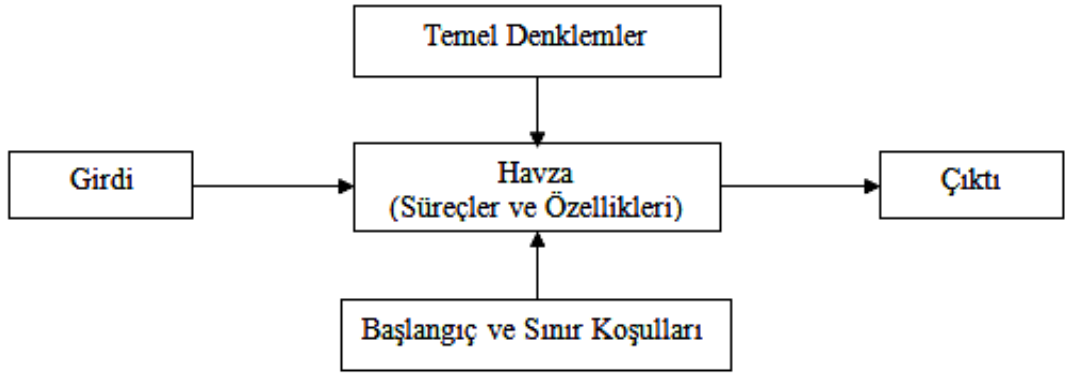 Temel Denklemler
Girdi
Havza
(Süreçler ve Özellikleri)
Çıktı
Başlangıç ve Sınır Koşulları